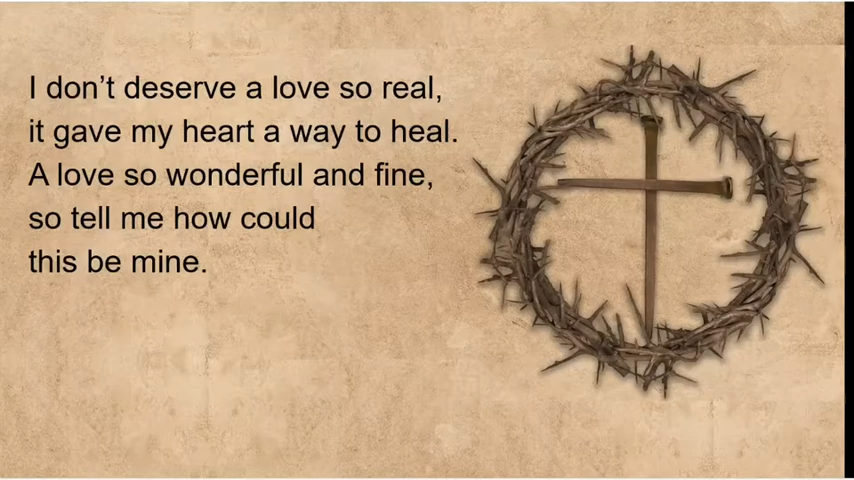 I don’t deserve a love so real,
it gave my heart a way to heal.
A love so wonderful and fine,
so tell me how could
this be mine.